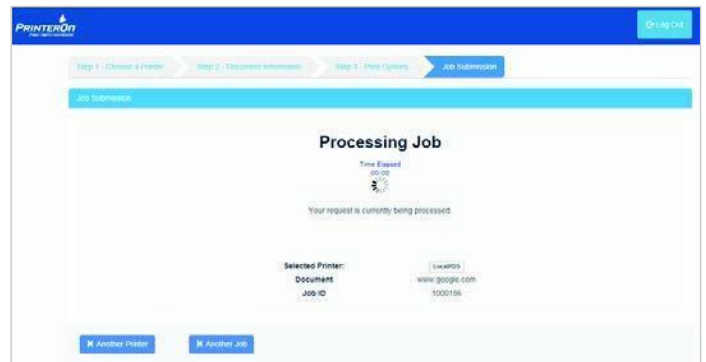 PRINTERON
Log Out
Step 1 - Choose a Printer
Step 2 - Document Information
Step 3 - Print Options
Job Submission
Job Submission
Processing Job
Time Elapsed
00:00
Your request is currently being processed.
Selected Printer: LocalPDS
Document www.google.com
Job ID 1000186
Another Printer
Another Job